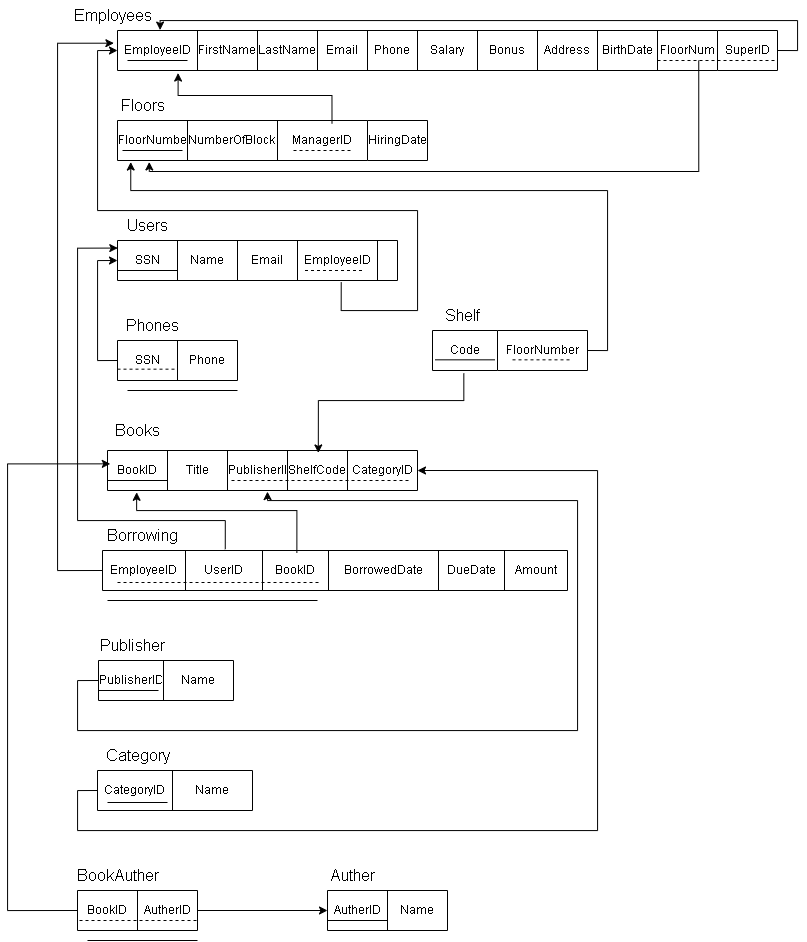 Employees
EmployeeID FirstName LastName Email Phone Salary Bonus Address BirthDate FloorNum SuperID
Floors
FloorNumbe NumberOfBlock ManagerID HiringDate
Users
SSN Name Email EmployeeID
Shelf
Code FloorNumber
Phones
SSN Phone
Books
BookID Title PublisherI ShelfCode CategoryID
Borrowing
EmployeeID UserID BookID BorrowedDate DueDate Amount
Publisher
PublisherID Name
Category
CategoryID Name
BookAuther
BookID AutherID
Auther
AutherID Name